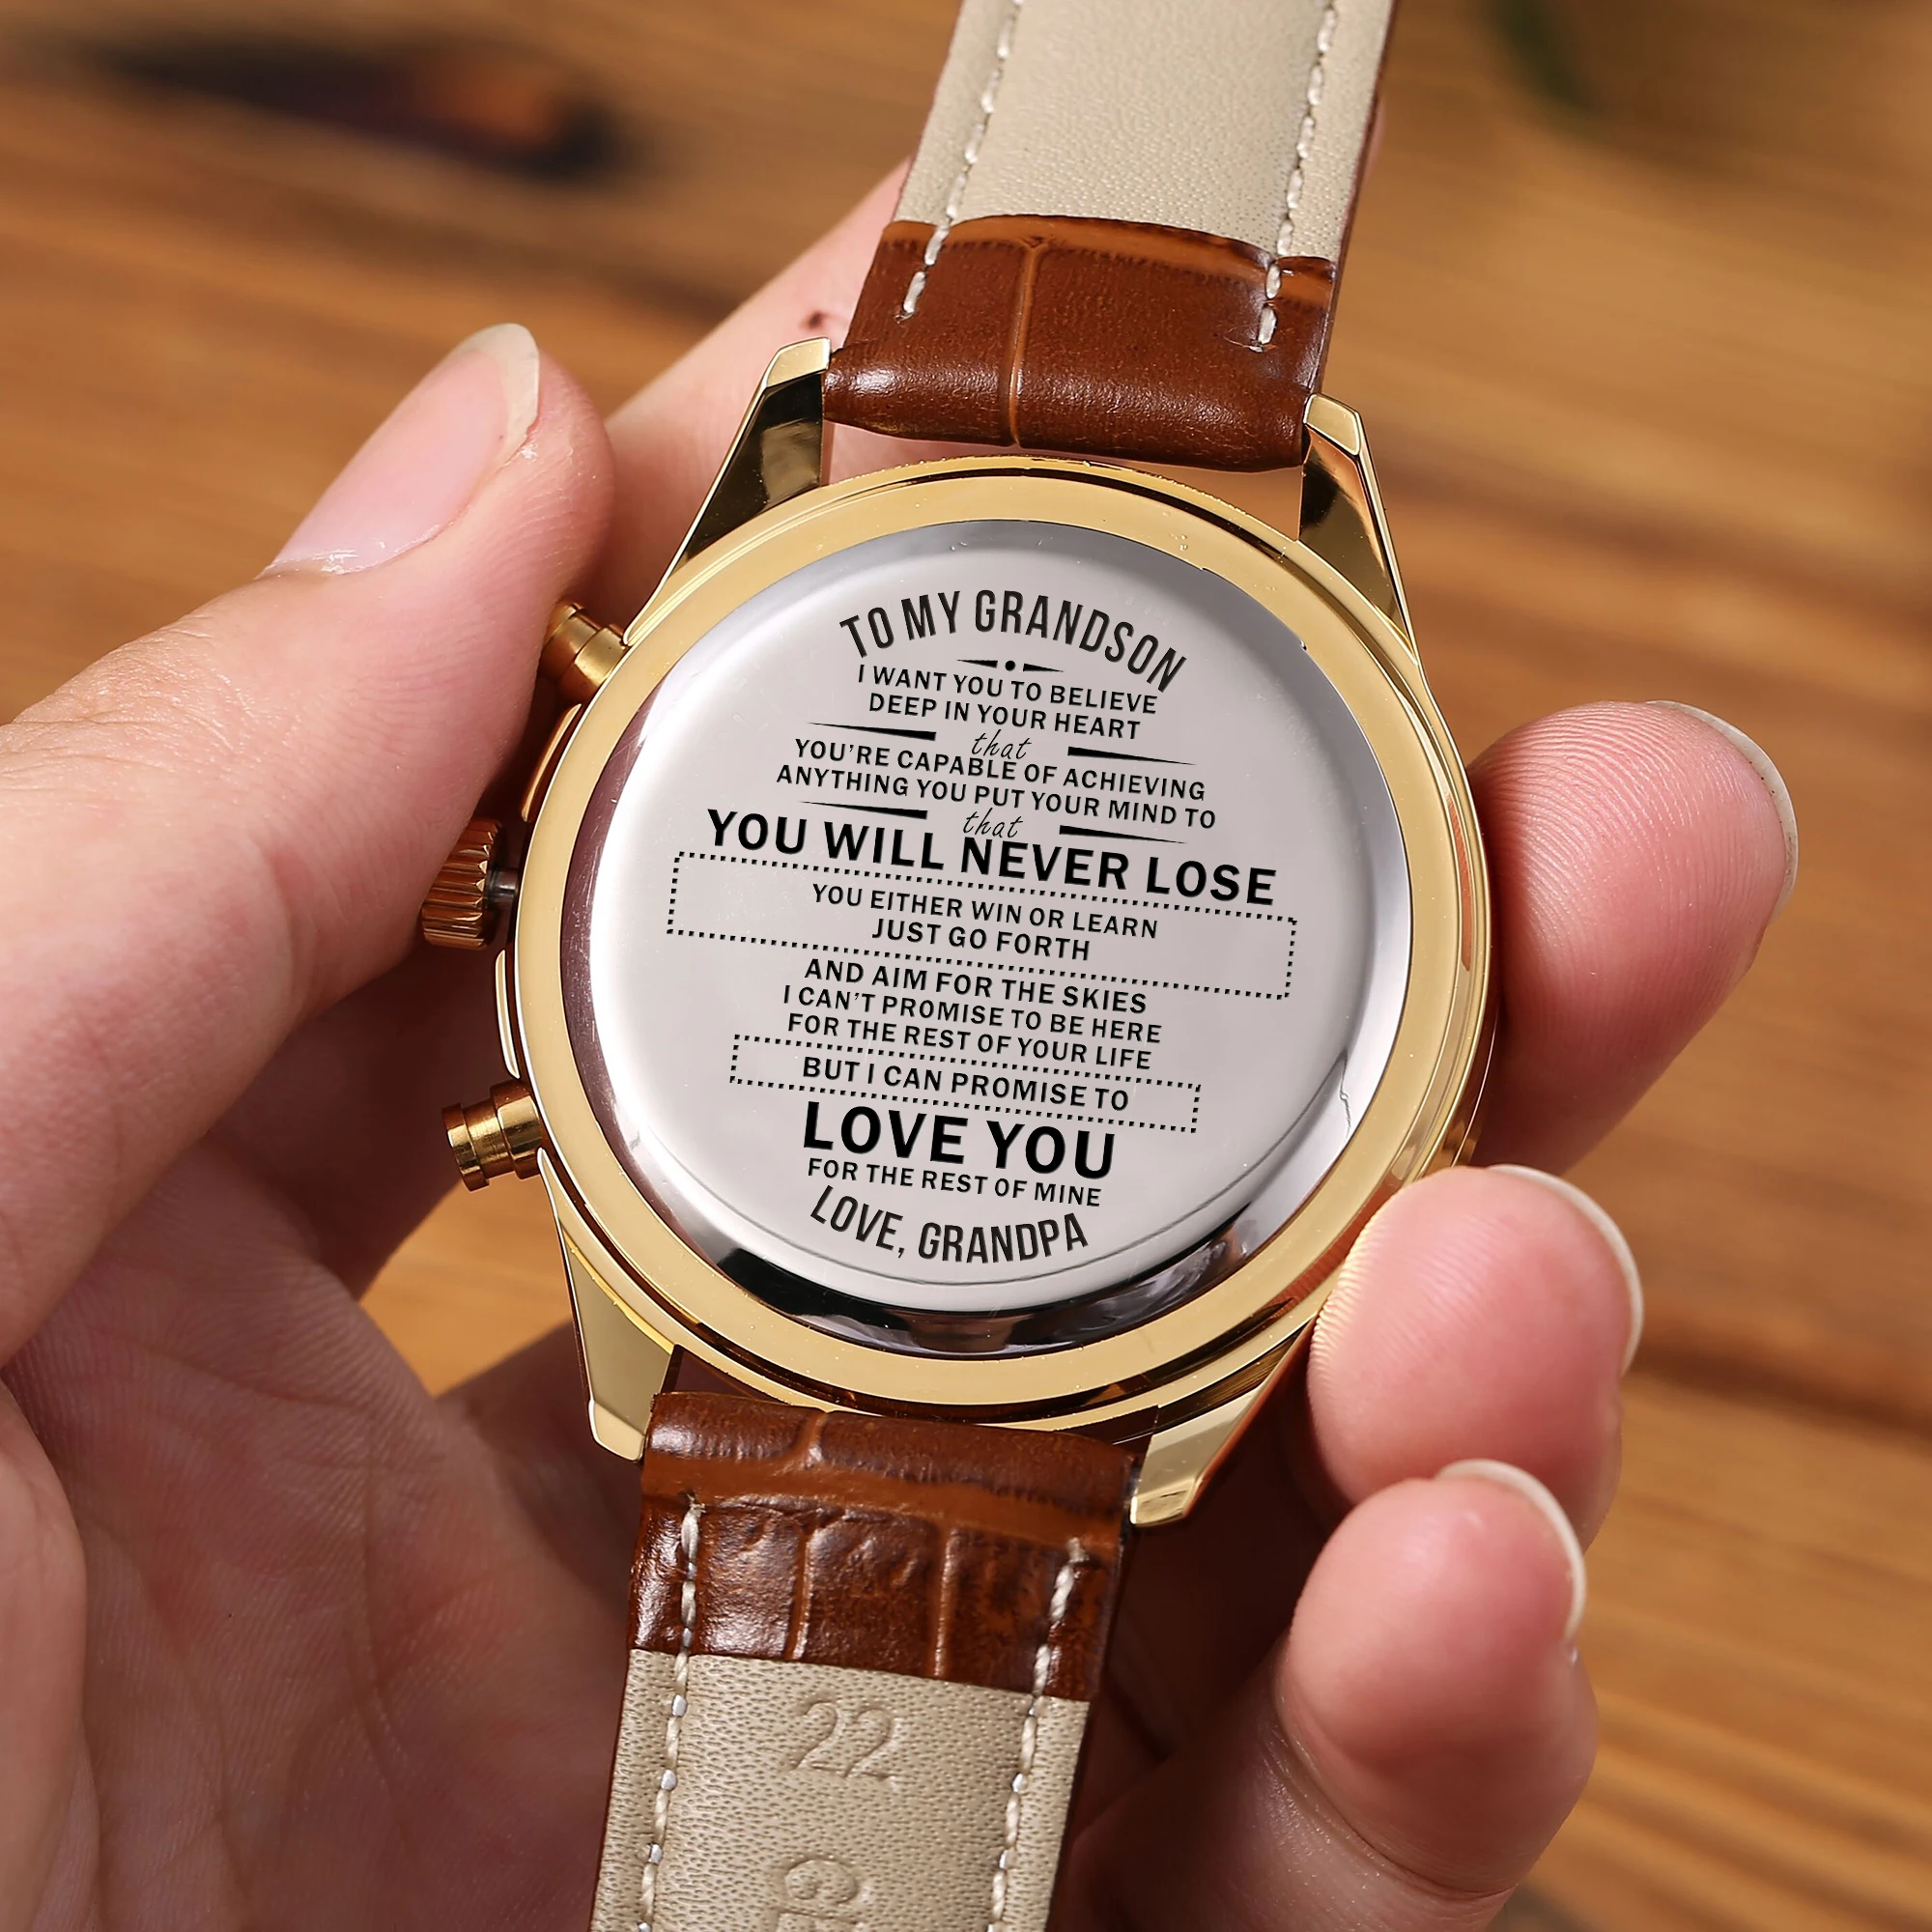 TO MY GRANDSON
I WANT YOU TO BELIEVE
DEEP IN YOUR HEART
that
YOU'RE CAPABLE OF ACHIEVING
ANYTHING YOU PUT YOUR MIND TO
that
YOU WILL NEVER LOSE
YOU EITHER WIN OR LEARN
JUST GO FORTH
AND AIM FOR THE SKIES
I CAN'T PROMISE TO BE HERE
FOR THE REST OF YOUR LIFE
BUT I CAN PROMISE TO
LOVE YOU
FOR THE REST OF MINE
LOVE, GRANDPA
22